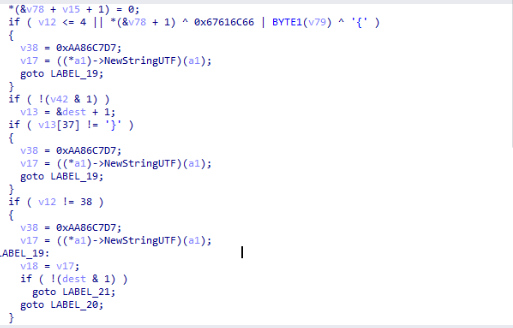 *(&v78 + v15 + 1) = 0;
if ( v12 <= 4 || *(&v78 + 1) ^ 0x67616C66 | BYTE1(v79) ^ '{' )
{
v38 = 0xAA86C7D7;
v17 = ((*a1)->NewStringUTF)(a1);
goto LABEL_19;
}
if ( !(v42 & 1) )
v13 = &dest + 1;
if ( v13[37] != '}' )
{
v38 = 0xAA86C7D7;
v17 = ((*a1)->NewStringUTF)(a1);
goto LABEL_19;
}
if ( v12 != 38 )
{
v38 = 0xAA86C7D7;
v17 = ((*a1)->NewStringUTF)(a1);
LABEL_19:
v18 = v17;
if ( !(dest & 1) )
goto LABEL_21;
goto LABEL_20;
}